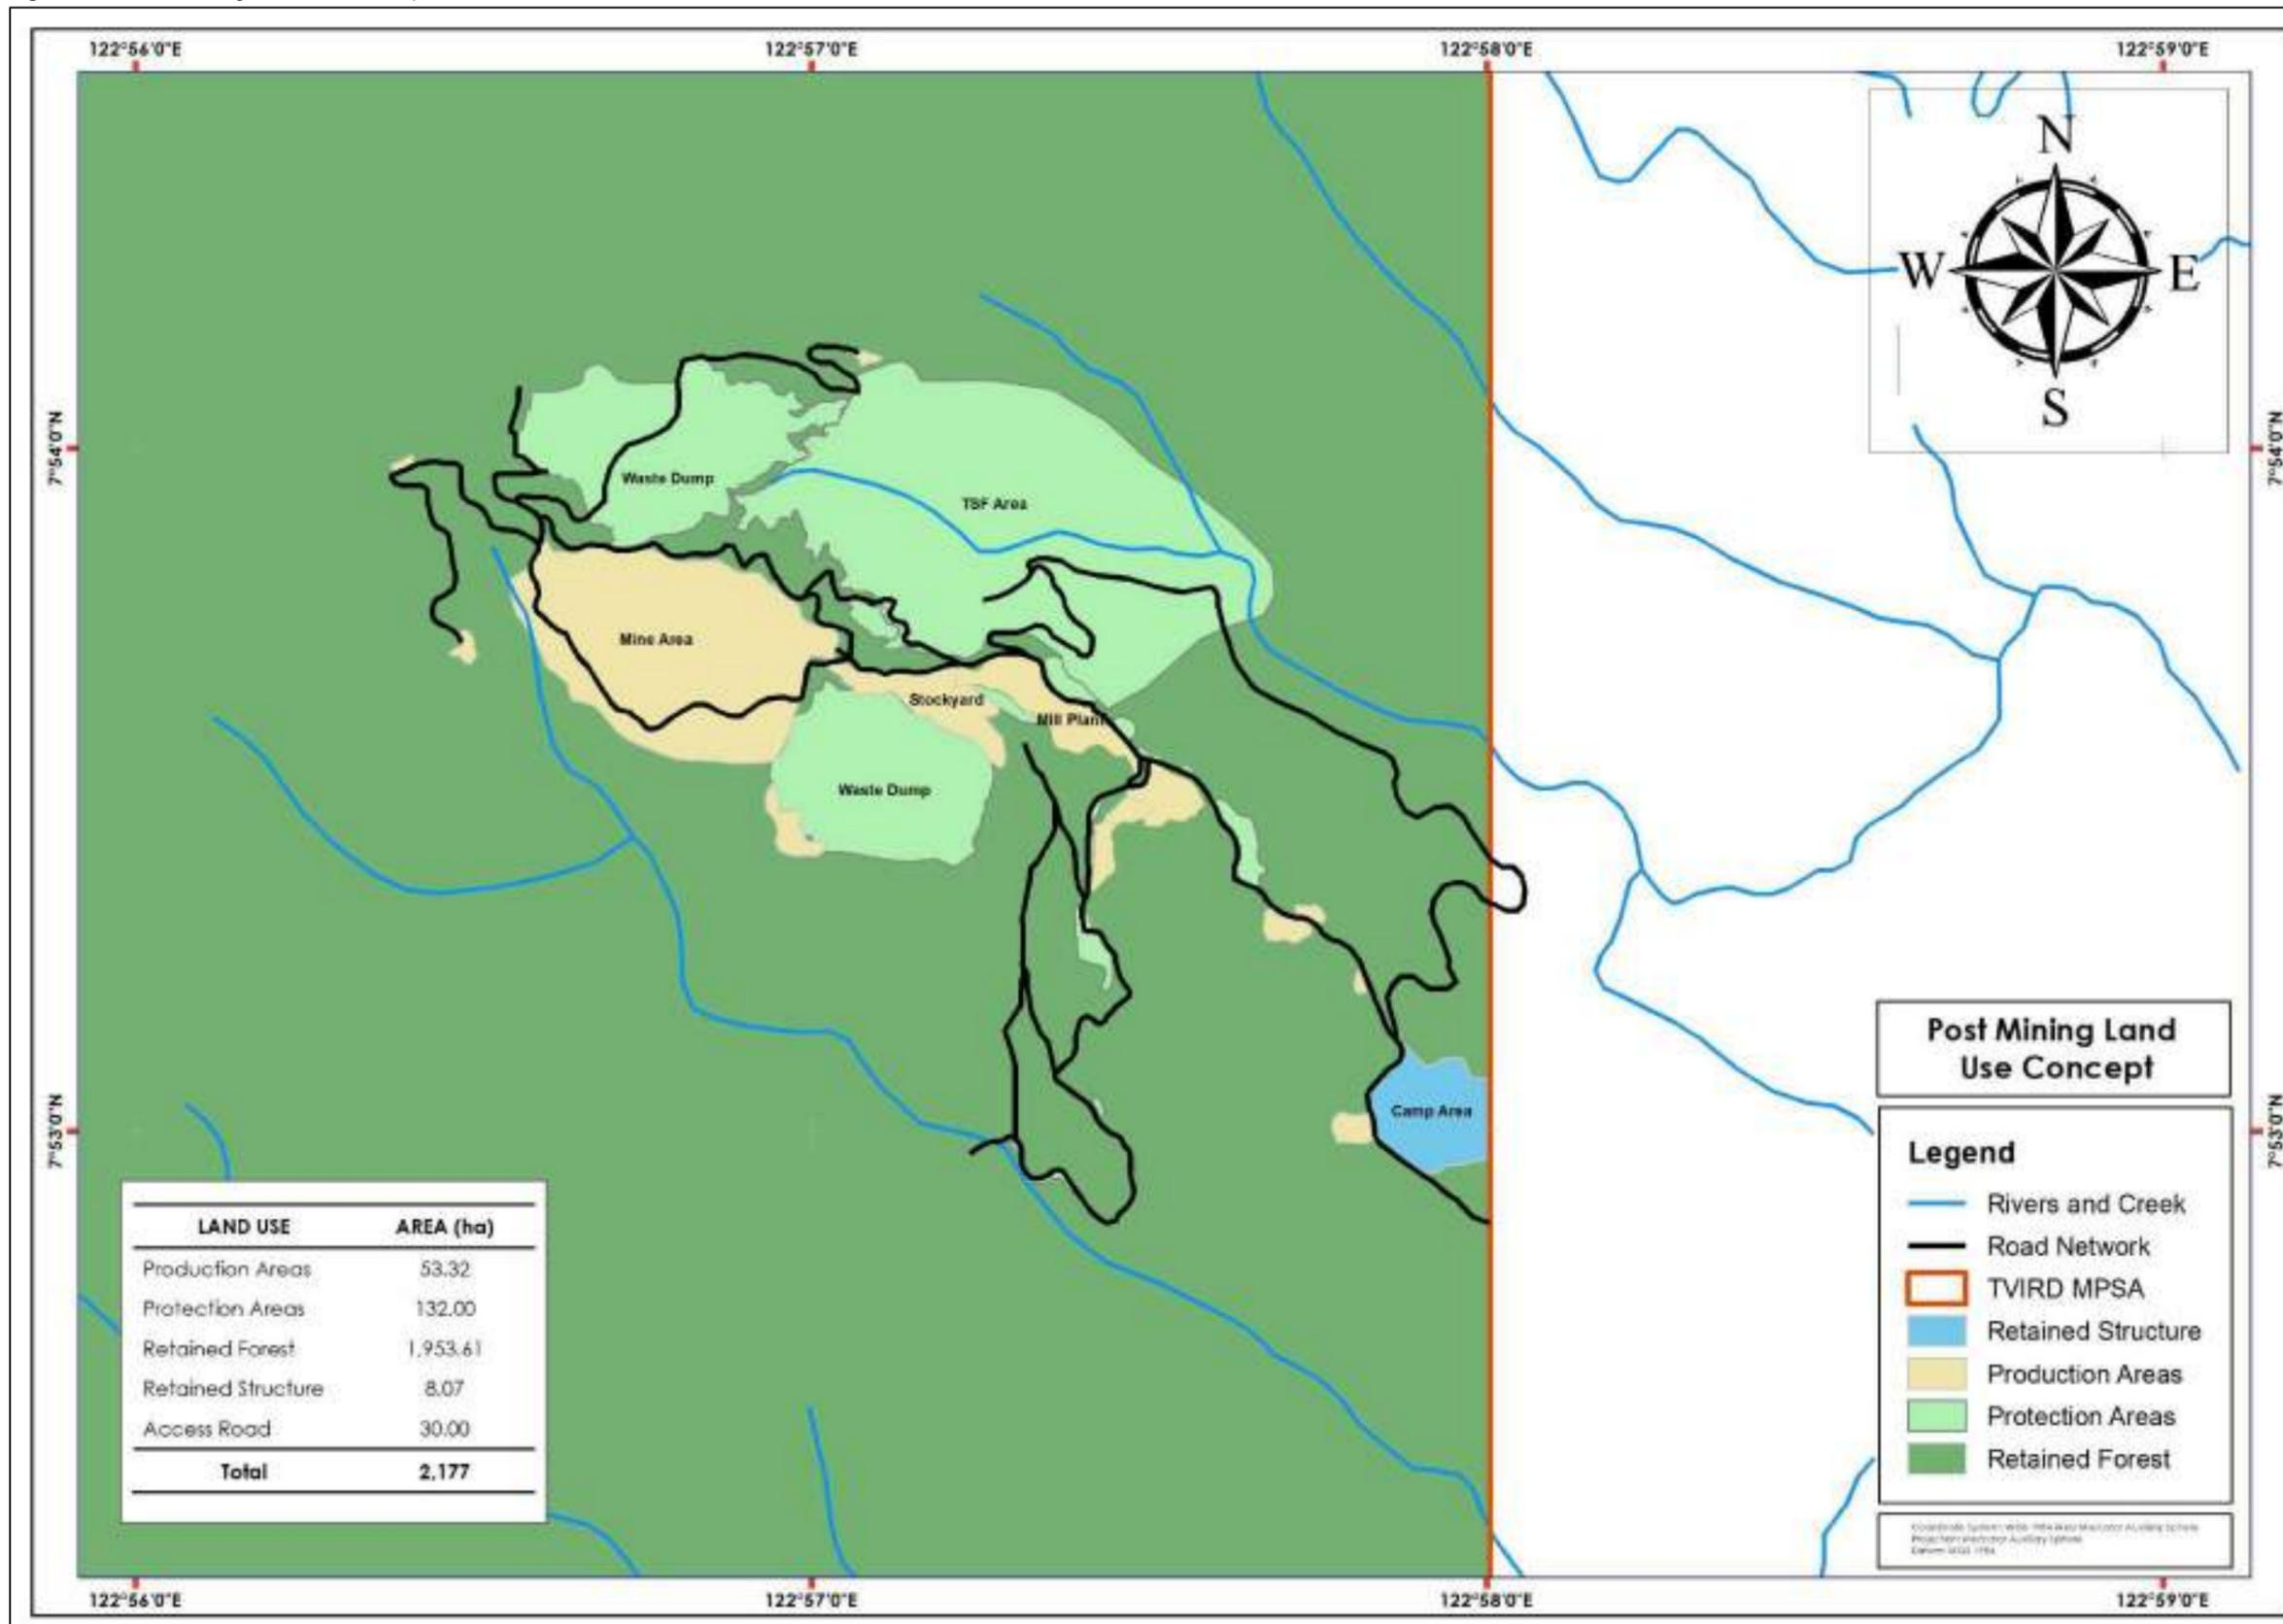 122°56'0"E 122°57'0"E 122°58'0"E 122°59'0"E
N
W E
S
7°54'0"N 7°54'0"N
Waste Dump
TSF Area
Mine Area
Stockyard
Mill Plant
Waste Dump
Camp Area
7°53'0"N 7°53'0"N
LAND USE AREA (ha)
Production Areas 53.32
Protection Areas 132.00
Retained Forest 1,953.61
Retained Structure 8.07
Access Road 30.00
Total 2,177
Post Mining Land
Use Concept
Legend
Rivers and Creek
Road Network
TVIRD MPSA
Retained Structure
Production Areas
Protection Areas
Retained Forest
122°56'0"E 122°57'0"E 122°58'0"E 122°59'0"E